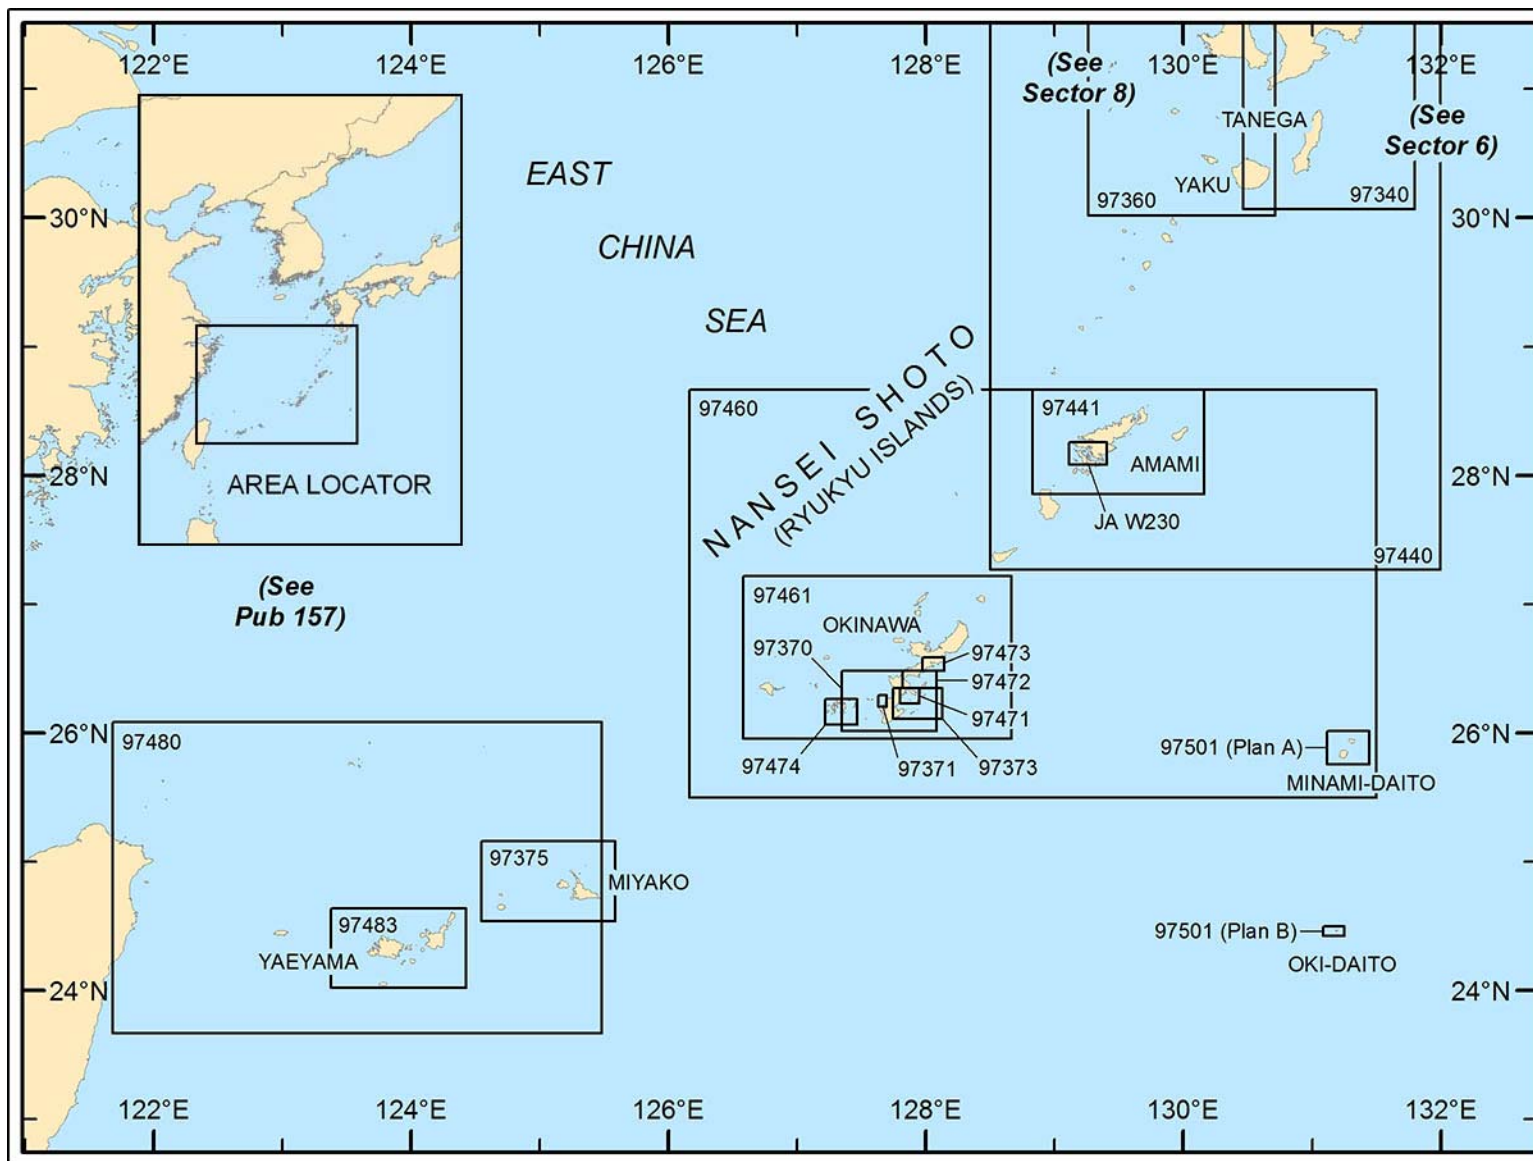 122°E
124°E
126°E
128°E
130°E
132°E
(See
Sector 8)
TANEGA
(See
Sector 6)
EAST
YAKU
97360
97340
30°N
30°N
CHINA
SEA
NANSEI SHOTO
(RYUKYU ISLANDS)
97460
97441
AMAMI
28°N
AREA LOCATOR
28°N
JA W230
97440
(See
Pub 157)
97461
OKINAWA
97370
97473
97472
97471
97474
97371
97373
26°N
97480
26°N
97501 (Plan A)
MINAMI-DAITO
97375
MIYAKO
97483
YAEYAMA
97501 (Plan B)
OKI-DAITO
24°N
24°N
122°E
124°E
126°E
128°E
130°E
132°E